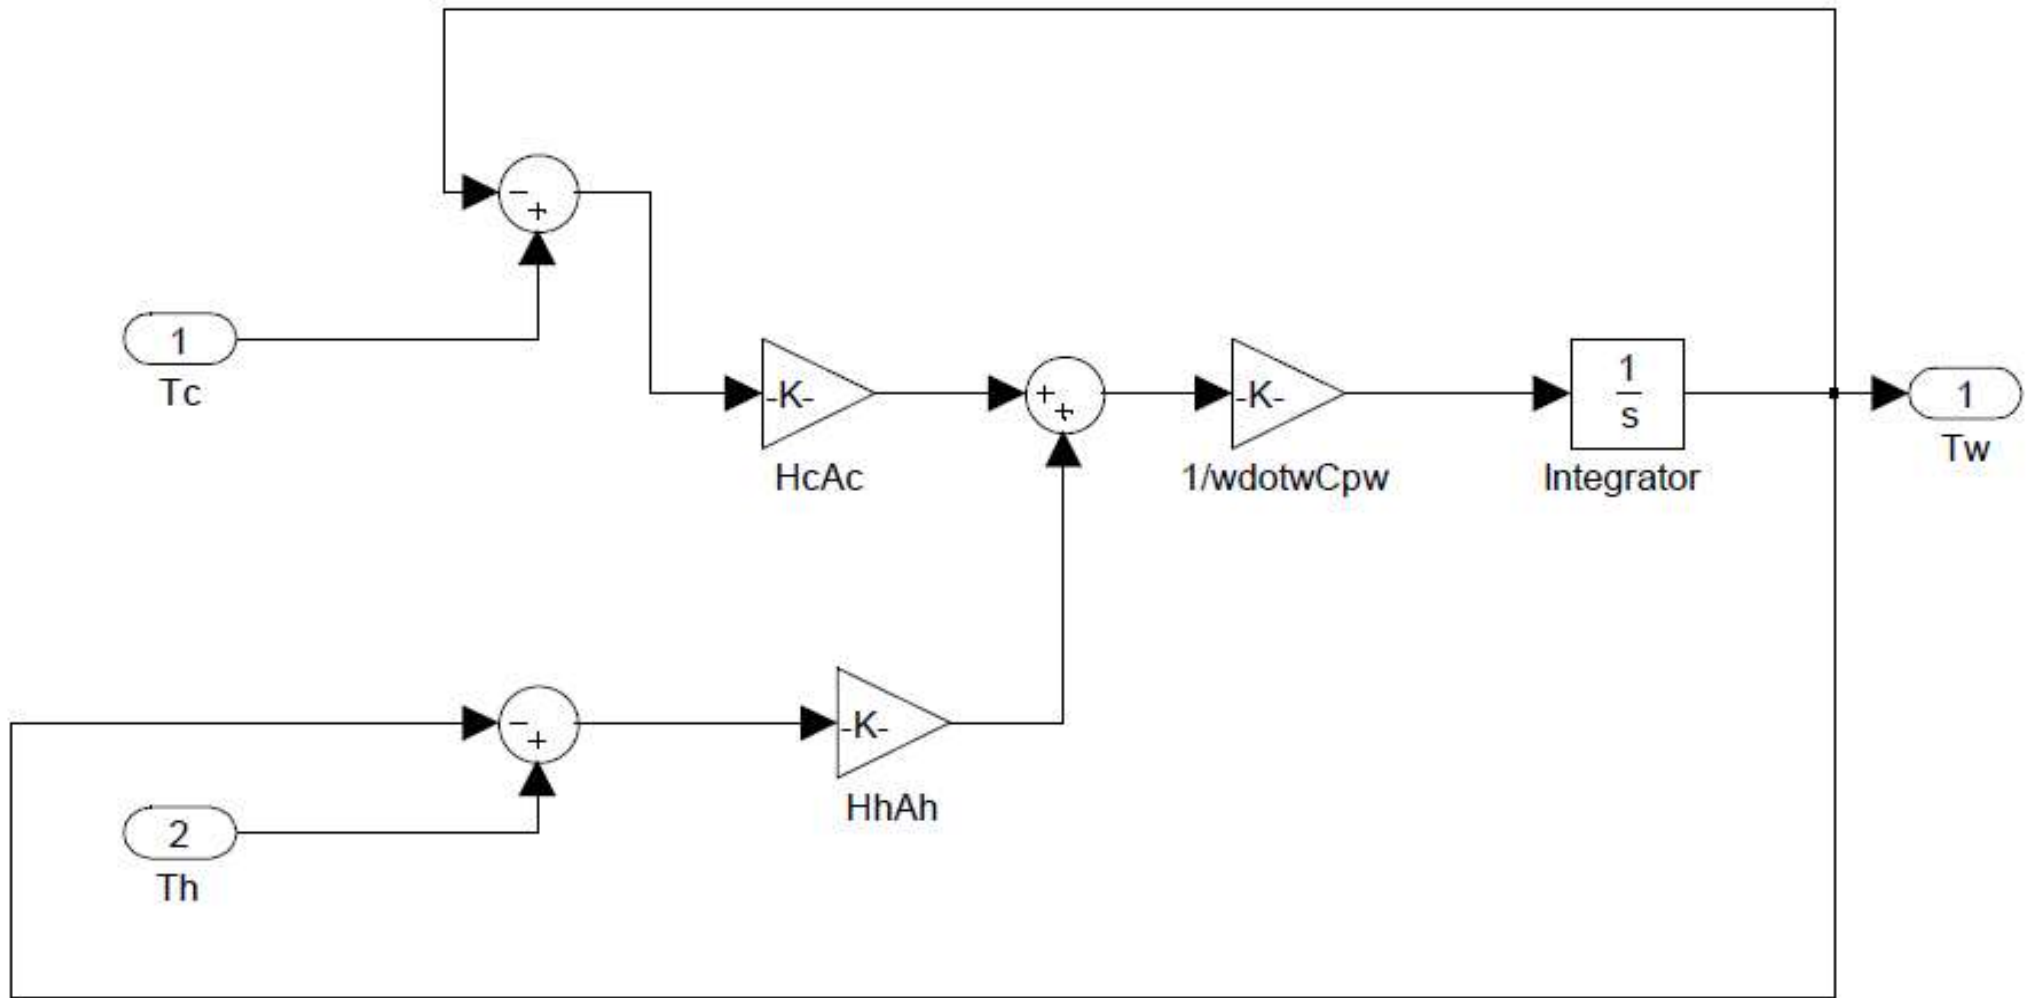 −
+
1
Tc
-K-
HcAc
+
+
-K-
1/wdotwCpw
1
s
Integrator
1
Tw
−
+
-K-
HhAh
2
Th